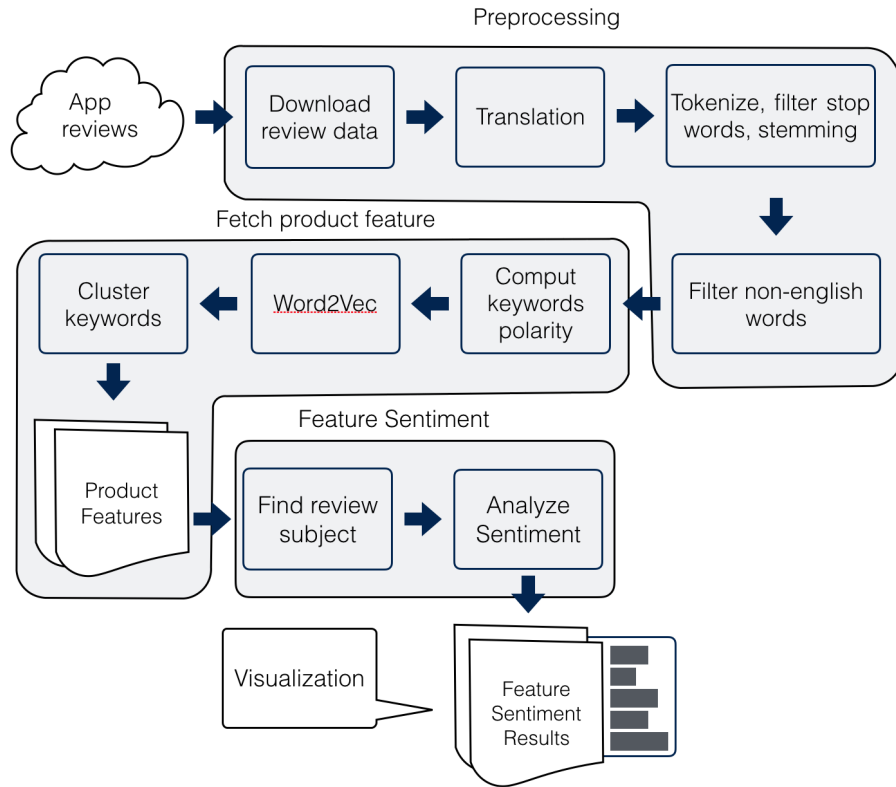 Preprocessing
App
reviews
Download
review data
Translation
Tokenize, filter stop
words, stemming
Fetch product feature
Cluster
keywords
Word2Vec
Comput
keywords
polarity
Filter non-english
words
Feature Sentiment
Product
Features
Find review
subject
Analyze
Sentiment
Visualization
Feature
Sentiment
Results